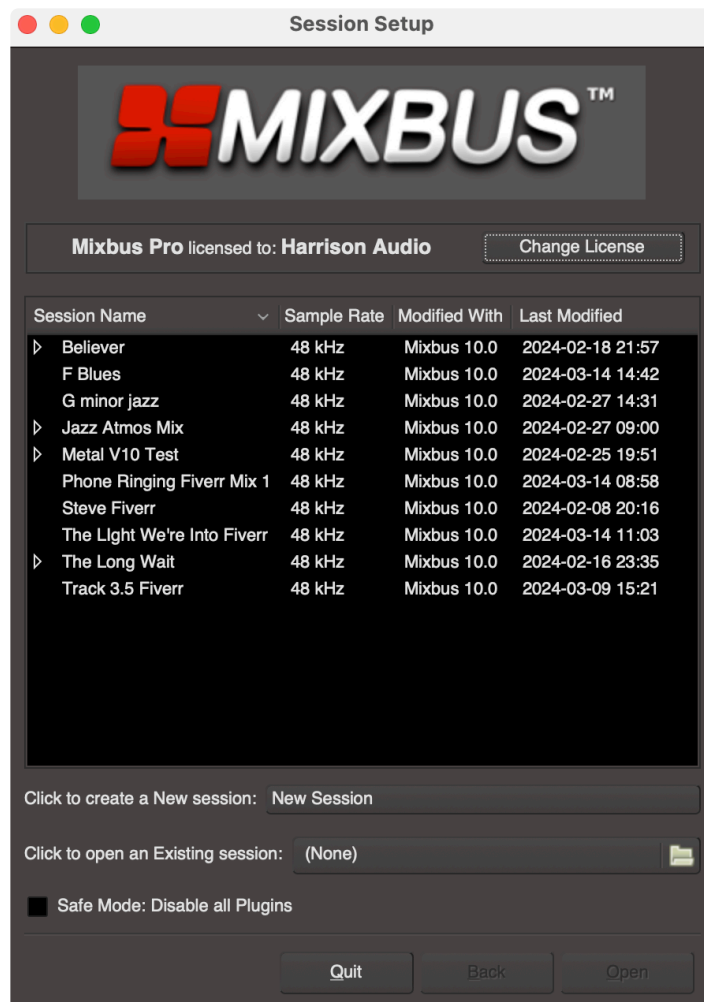 Session Setup
MIXBUS™
Mixbus Pro licensed to: Harrison Audio Change License
Session Name Sample Rate Modified With Last Modified
Believer 48 kHz Mixbus 10.0 2024-02-18 21:57
F Blues 48 kHz Mixbus 10.0 2024-03-14 14:42
G minor jazz 48 kHz Mixbus 10.0 2024-02-27 14:31
Jazz Atmos Mix 48 kHz Mixbus 10.0 2024-02-27 09:00
Metal V10 Test 48 kHz Mixbus 10.0 2024-02-25 19:51
Phone Ringing Fiverr Mix 1 48 kHz Mixbus 10.0 2024-03-14 08:58
Steve Fiverr 48 kHz Mixbus 10.0 2024-02-08 20:16
The LIght We're Into Fiverr 48 kHz Mixbus 10.0 2024-03-14 11:03
The Long Wait 48 kHz Mixbus 10.0 2024-02-16 23:35
Track 3.5 Fiverr 48 kHz Mixbus 10.0 2024-03-09 15:21
Click to create a New session: New Session
Click to open an Existing session: (None)
Safe Mode: Disable all Plugins
Quit Back Open